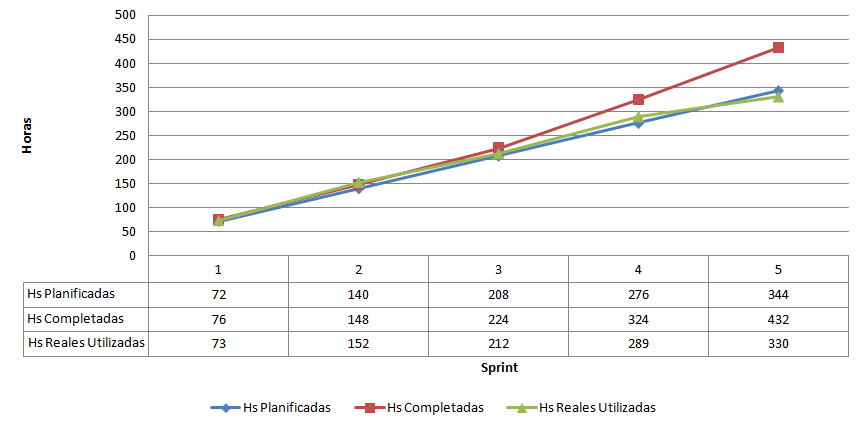 500
450
400
350
300
250
200
150
100
50
0
Horas
1 2 3 4 5
Hs Planificadas 72 140 208 276 344
Hs Completadas 76 148 224 324 432
Hs Reales Utilizadas 73 152 212 289 330
Sprint
Hs Planificadas Hs Completadas Hs Reales Utilizadas